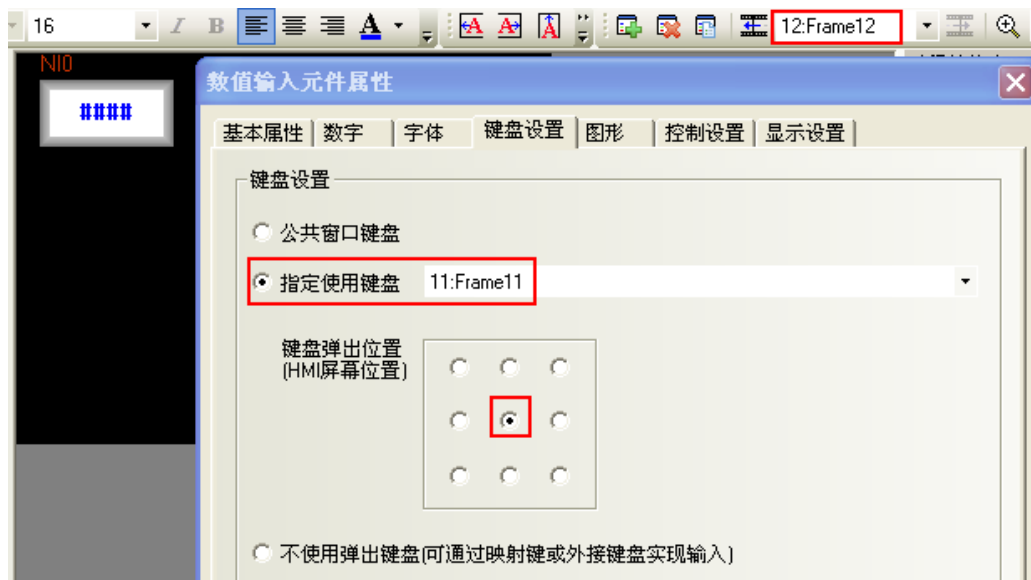 16 I B A 12:Frame12
NI0
####
数值输入元件属性
基本属性 数字 字体 键盘设置 图形 控制设置 显示设置
键盘设置
公共窗口键盘
指定使用键盘 11:Frame11
键盘弹出位置
(HMI屏幕位置)
不使用弹出键盘(可通过映射键或外接键盘实现输入)